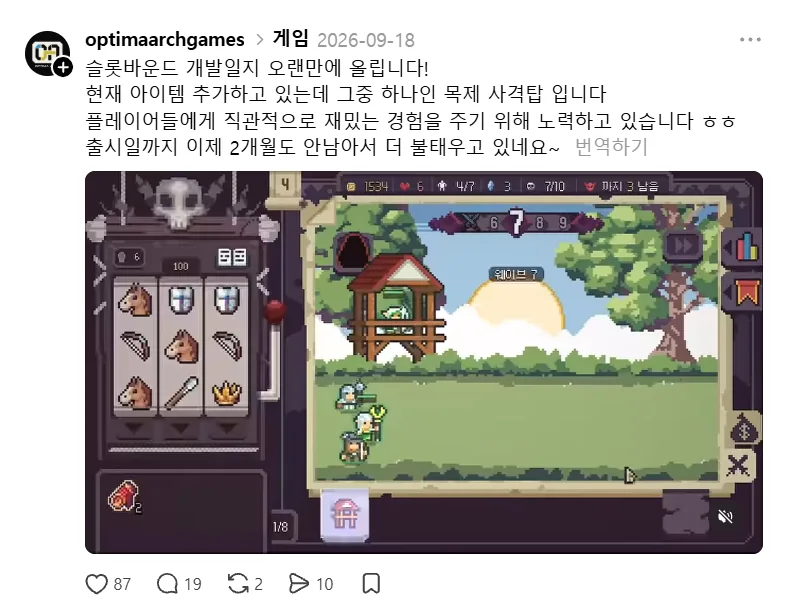 optimaarchgames > 게임 2026-09-18
슬롯바운드 개발일지 오랜만에 올립니다!
현재 아이템 추가하고 있는데 그중 하나인 목제 사격탑 입니다
플레이어들에게 직관적으로 재밌는 경험을 주기 위해 노력하고 있습니다 ㅎㅎ
출시일까지 이제 2개월도 안남아서 더 불태우고 있네요~ 번역하기
4
1534 6 4/7 3 7/10 까지 3 남음
6 7 8 9
6
100
웨이브 7
2
1/8
87 19 2 10